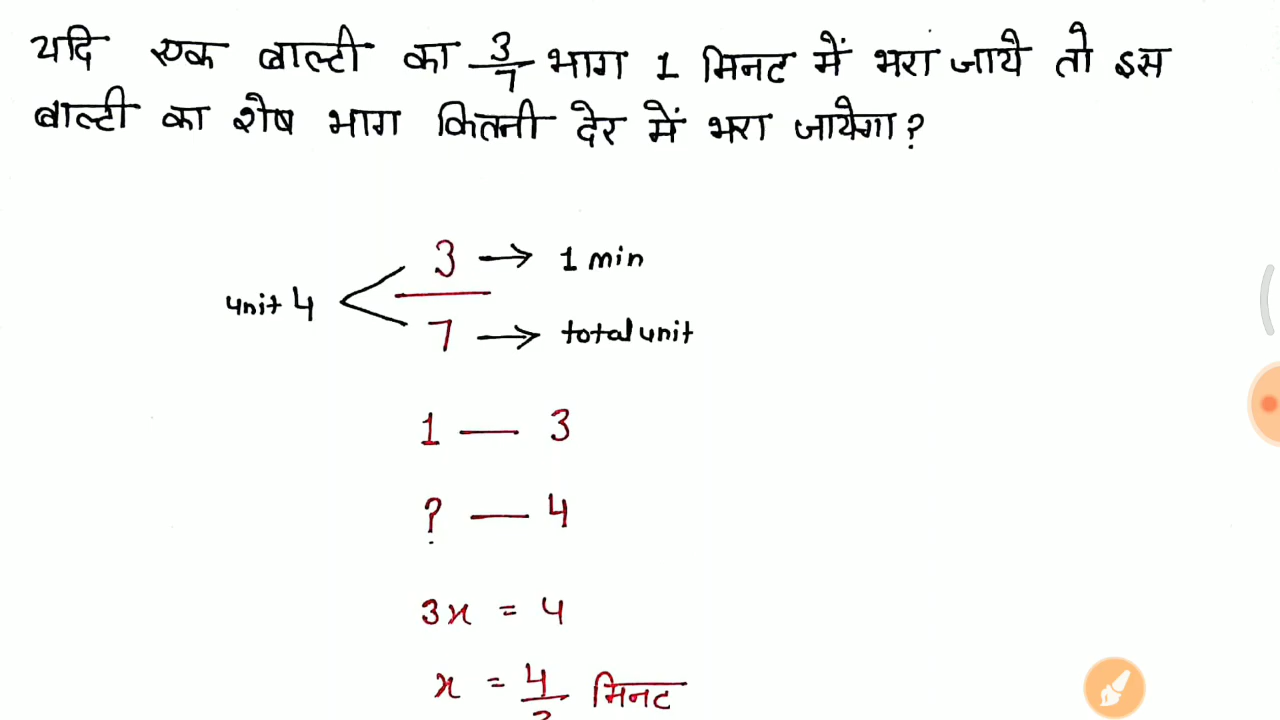 यदि एक बाल्टी का 3/7 भाग 1 मिनट में भरा जाये तो इस
बाल्टी का शेष भाग कितनी देर में भरा जायेगा?
3 → 1 min
unit 4
7 → total unit
1 — 3
? — 4
3x = 4
x = 4/3 मिनट